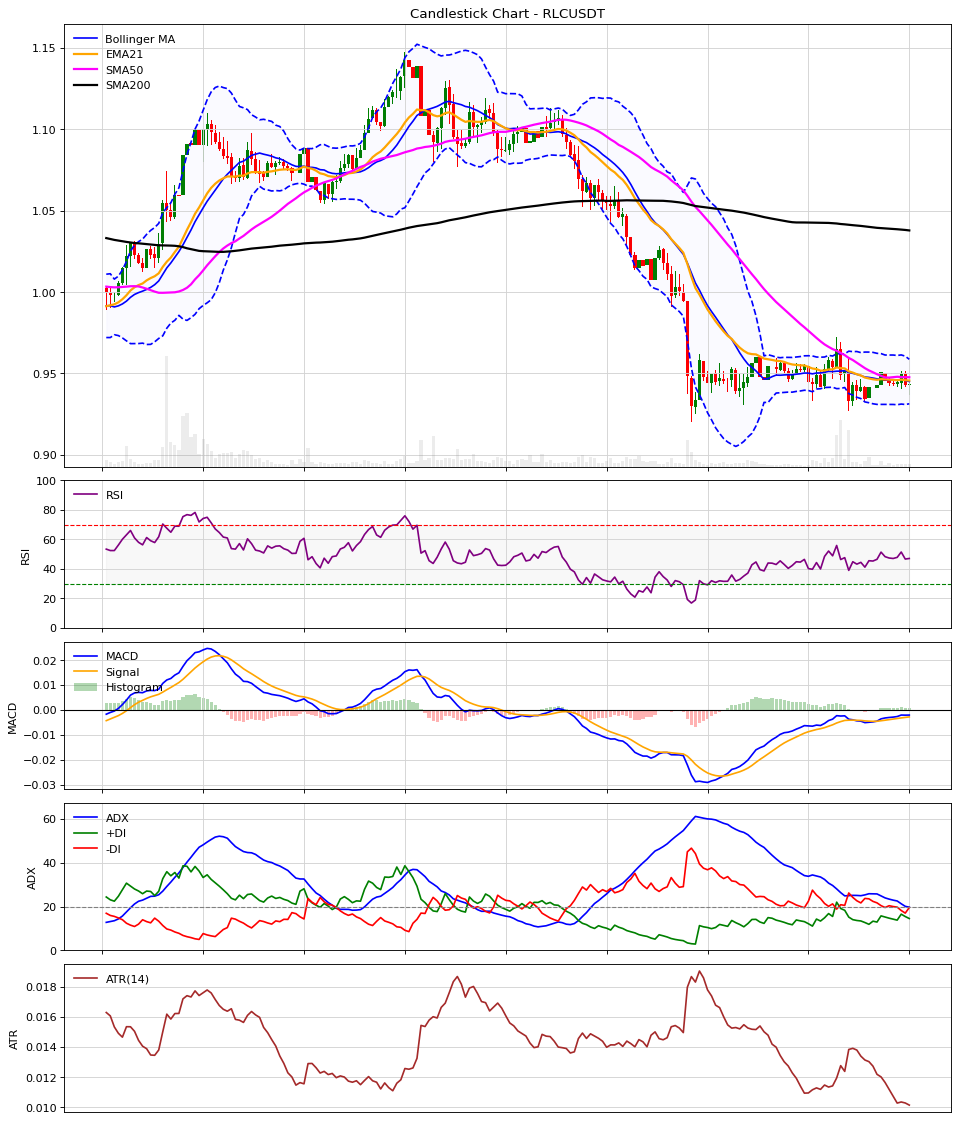 Candlestick Chart - RLCUSDT
Bollinger MA
EMA21
SMA50
SMA200
1.15
1.10
1.05
1.00
0.95
0.90
RSI
100
80
60
40
20
0
RSI
MACD
Signal
Histogram
0.02
0.01
0.00
−0.01
−0.02
−0.03
MACD
ADX
+DI
-DI
60
40
20
0
ADX
ATR(14)
0.018
0.016
0.014
0.012
0.010
ATR